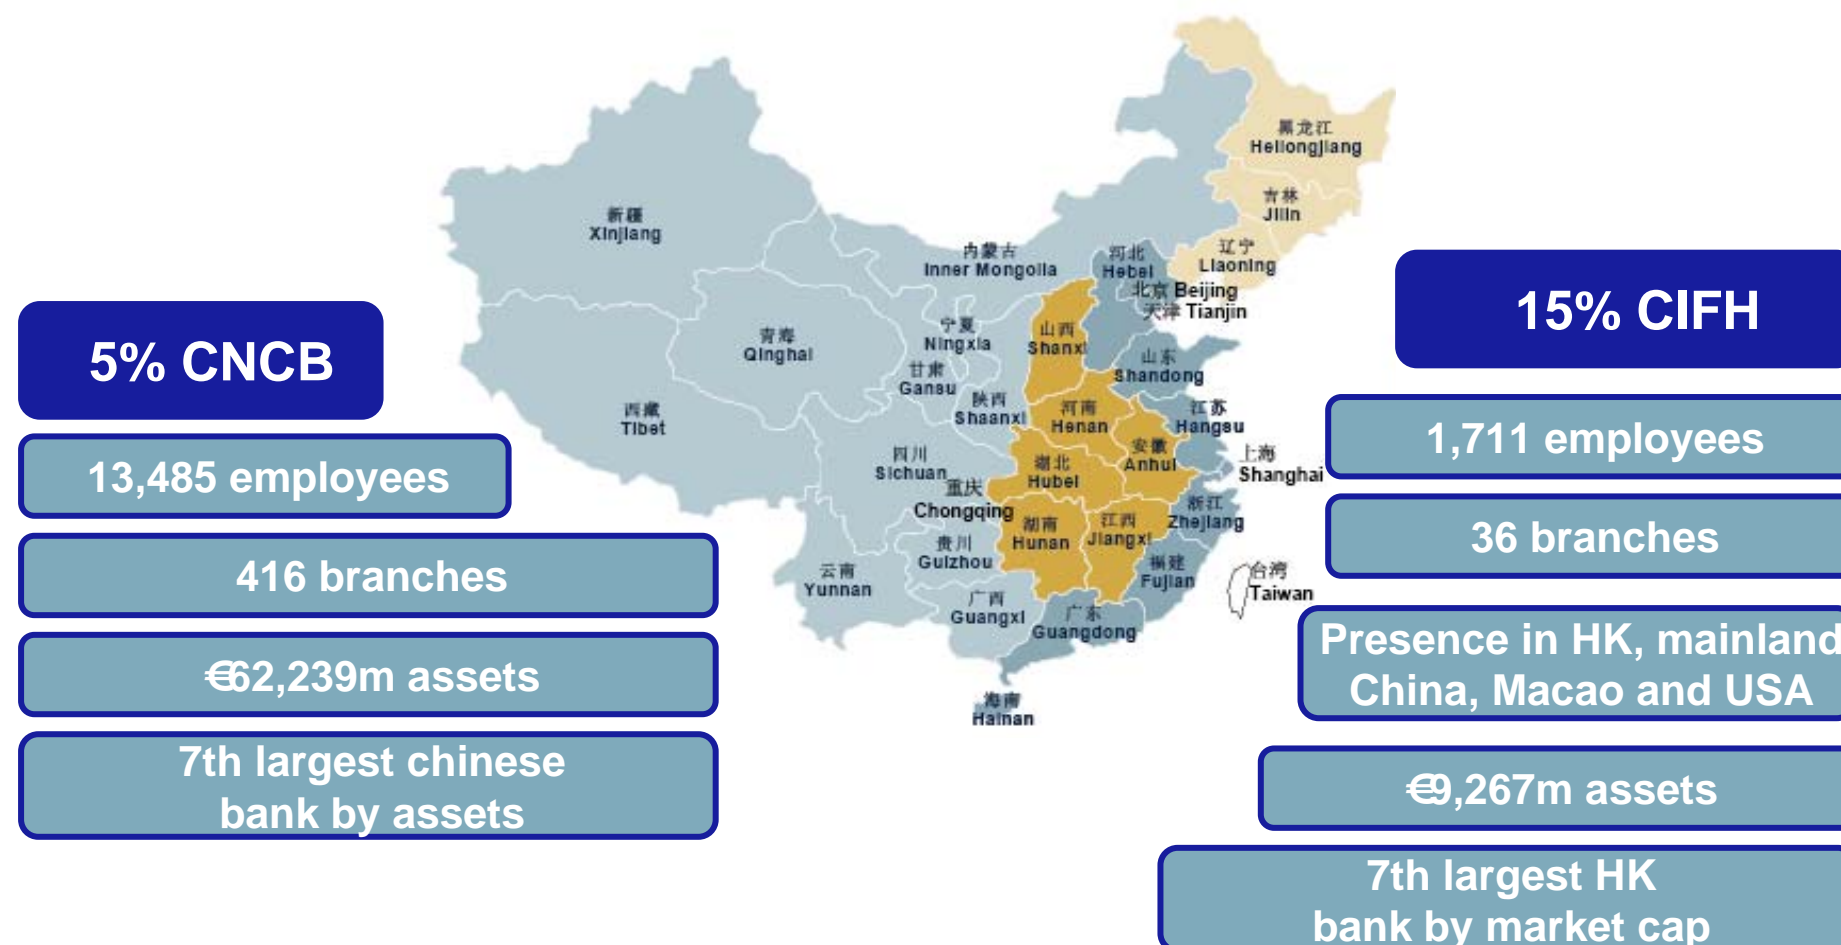 5% CNCB
13,485 employees
416 branches
€62,239m assets
7th largest chinese
bank by assets
黑龙江
Heilongjiang
吉林
Jilin
辽宁
Liaoning
新疆
Xinjiang
内蒙古
Inner Mongolia
河北
Hebei
北京 Beijing
天津 Tianjin
宁夏
Ningxia
山西
Shanxi
青海
Qinghai
甘肃
Gansu
山东
Shandong
陕西
Shaanxi
河南
Henan
江苏
Hangsu
西藏
Tibet
安徽
Anhui
上海
Shanghai
四川
Sichuan
湖北
Hubei
重庆
Chongqing
浙江
Zhejiang
湖南
Hunan
江西
Jiangxi
贵川
Guizhou
福建
Fujian
云南
Yunnan
台湾
Taiwan
广西
Guangxi
广东
Guangdong
海南
Hainan
15% CIFH
1,711 employees
36 branches
Presence in HK, mainland
China, Macao and USA
€9,267m assets
7th largest HK
bank by market cap